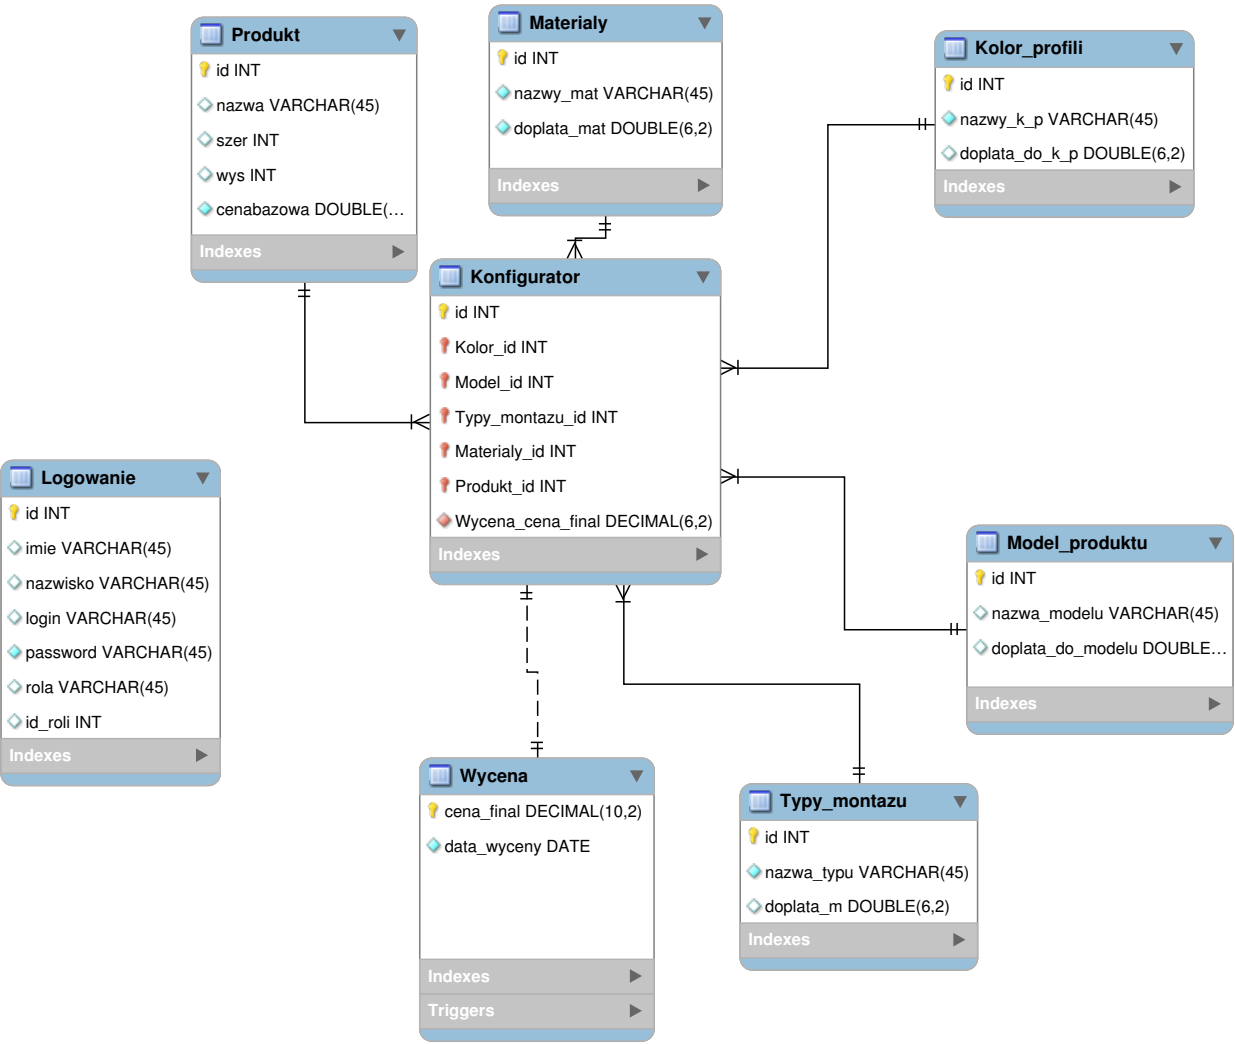 Produkt
id INT
nazwa VARCHAR(45)
szer INT
wys INT
cenabazowa DOUBLE(...
Indexes
Materialy
id INT
nazwy_mat VARCHAR(45)
doplata_mat DOUBLE(6,2)
Indexes
Kolor_profili
id INT
nazwy_k_p VARCHAR(45)
doplata_do_k_p DOUBLE(6,2)
Indexes
Konfigurator
id INT
Kolor_id INT
Model_id INT
Typy_montazu_id INT
Materialy_id INT
Produkt_id INT
Wycena_cena_final DECIMAL(6,2)
Indexes
Logowanie
id INT
imie VARCHAR(45)
nazwisko VARCHAR(45)
login VARCHAR(45)
password VARCHAR(45)
rola VARCHAR(45)
id_roli INT
Indexes
Model_produktu
id INT
nazwa_modelu VARCHAR(45)
doplata_do_modelu DOUBLE...
Indexes
Wycena
cena_final DECIMAL(10,2)
data_wyceny DATE
Indexes
Triggers
Typy_montazu
id INT
nazwa_typu VARCHAR(45)
doplata_m DOUBLE(6,2)
Indexes